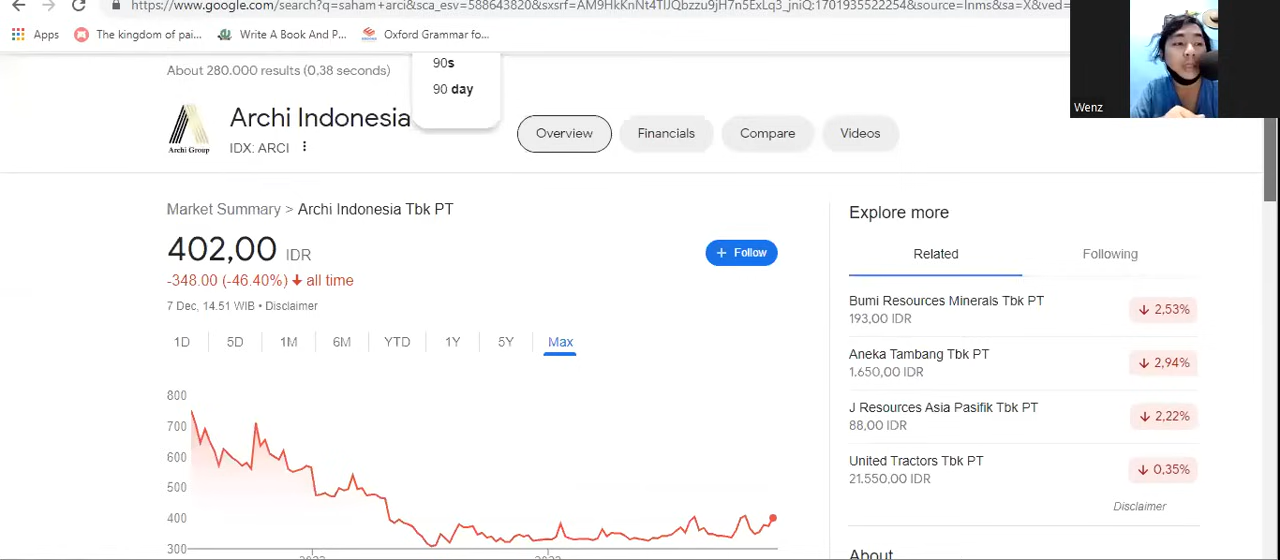 https://www.google.com/search?q=saham+arci&sca_esv=588643820&sxsrf=AM9HkKnNt4TlJQbzzu9jH7n5ExLq3_jniQ:1701935522254&source=lnms&sa=X&ved=
Apps
The kingdom of pai...
Write A Book And P...
Oxford Grammar fo...
About 280.000 results (0,38 seconds)
90s
90 day
Wenz
Archi Group
Archi Indonesia
IDX: ARCI
Overview
Financials
Compare
Videos
Market Summary > Archi Indonesia Tbk PT
402,00 IDR
+ Follow
-348.00 (-46.40%) ↓ all time
7 Dec, 14.51 WIB • Disclaimer
1D
5D
1M
6M
YTD
1Y
5Y
Max
800
700
600
500
400
300
Explore more
Related
Following
Bumi Resources Minerals Tbk PT
193,00 IDR
↓ 2,53%
Aneka Tambang Tbk PT
1.650,00 IDR
↓ 2,94%
J Resources Asia Pasifik Tbk PT
88,00 IDR
↓ 2,22%
United Tractors Tbk PT
21.550,00 IDR
↓ 0,35%
Disclaimer
About